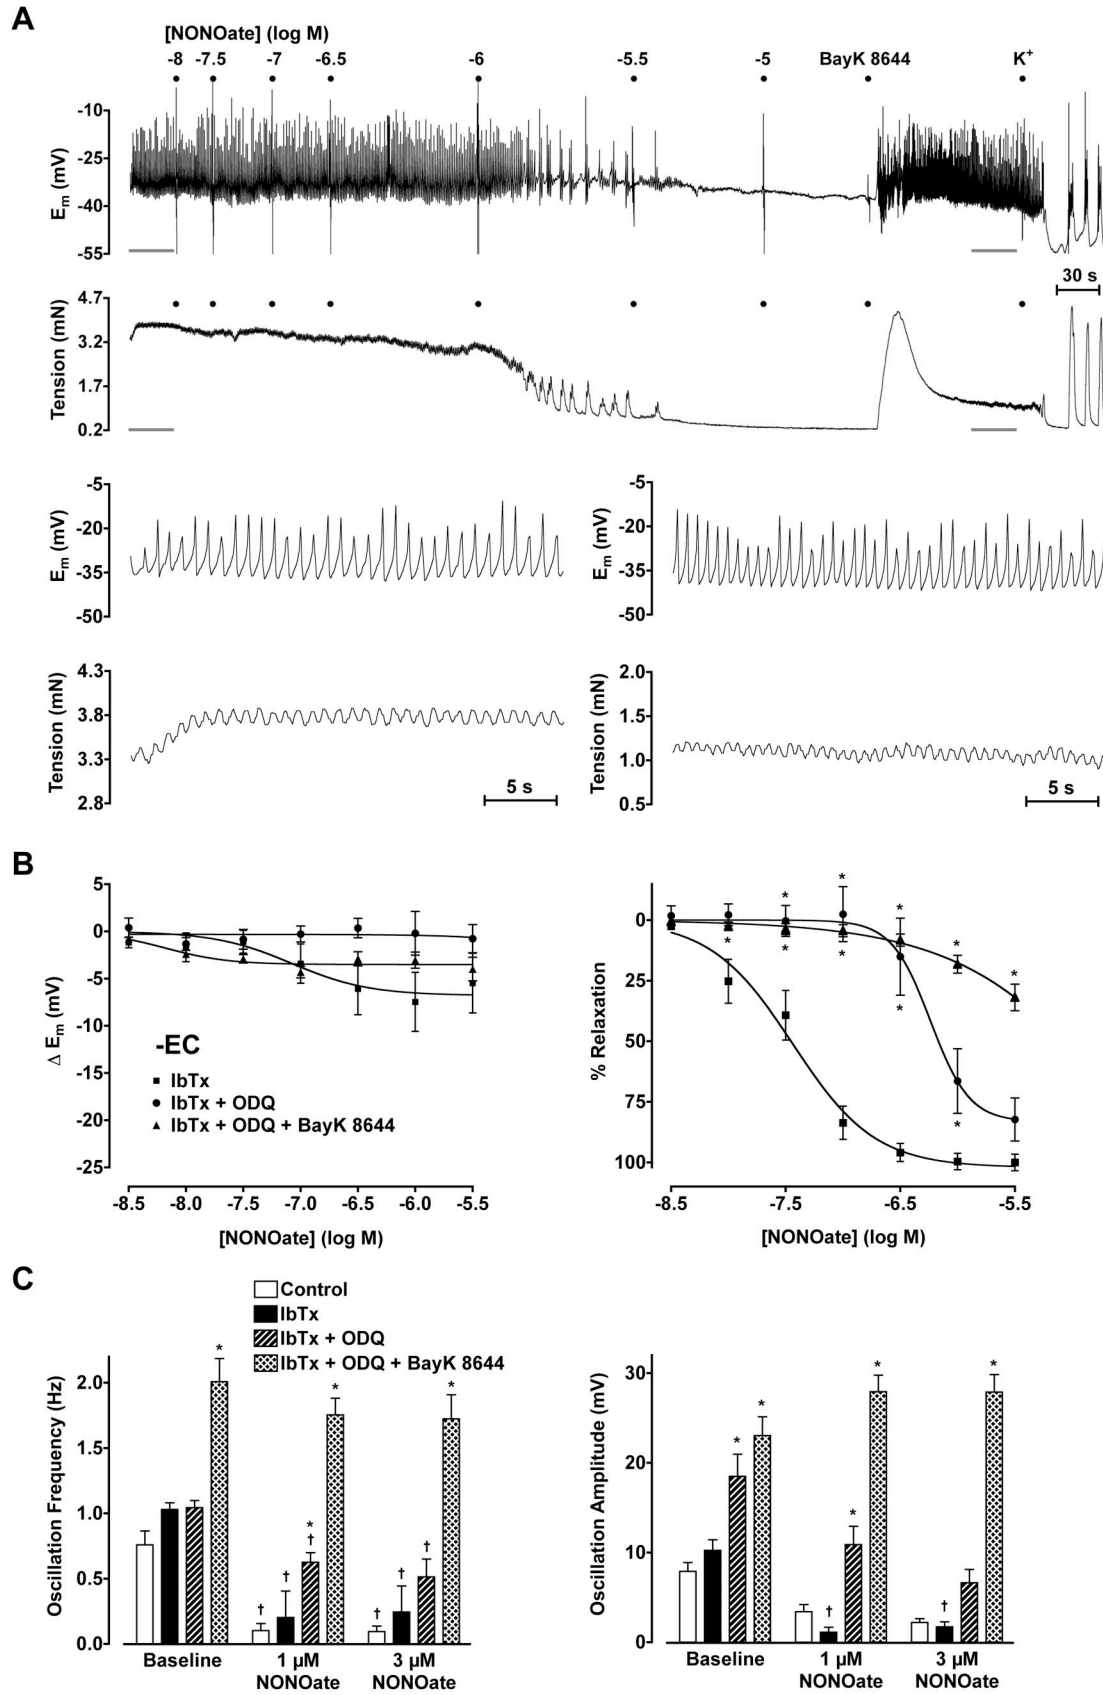 A
[NONOate] (log M)
-8 -7.5 -7 -6.5 -6 -5.5 -5 BayK 8644 K+
-10
-25
-40
-55
Em (mV)
30 s
4.7
3.2
1.7
0.2
Tension (mN)
-5
-20
-35
-50
Em (mV)
-5
-20
-35
-50
Em (mV)
4.3
3.8
3.3
2.8
Tension (mN)
5 s
2.0
1.5
1.0
0.5
Tension (mN)
5 s
B
5
0
-5
-10
-15
-20
-25
Δ Em (mV)
-EC
IbTx
IbTx + ODQ
IbTx + ODQ + BayK 8644
-8.5 -8.0 -7.5 -7.0 -6.5 -6.0 -5.5
[NONOate] (log M)
0
25
50
75
100
% Relaxation
* * * * * * * * * * *
-8.5 -7.5 -6.5 -5.5
[NONOate] (log M)
C
Control
IbTx
IbTx + ODQ
IbTx + ODQ + BayK 8644
2.0
1.5
1.0
0.5
0.0
Oscillation Frequency (Hz)
* † † * † * † † † *
Baseline 1 µM 3 µM
NONOate NONOate
30
20
10
0
Oscillation Amplitude (mV)
* * † * * † *
Baseline 1 µM 3 µM
NONOate NONOate